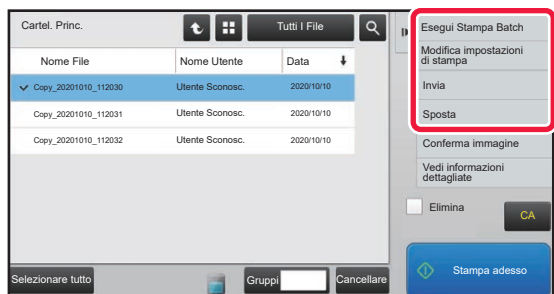 Cartel. Princ.
Tutti I File
Nome File Nome Utente Data
Copy_20201010_112030 Utente Sconosc. 2020/10/10
Copy_20201010_112031 Utente Sconosc. 2020/10/10
Copy_20201010_112032 Utente Sconosc. 2020/10/10
Selezionare tutto
Gruppi
Cancellare
Esegui Stampa Batch
Modifica impostazioni
di stampa
Invia
Sposta
Conferma immagine
Vedi informazioni
dettagliate
Elimina
CA
Stampa adesso